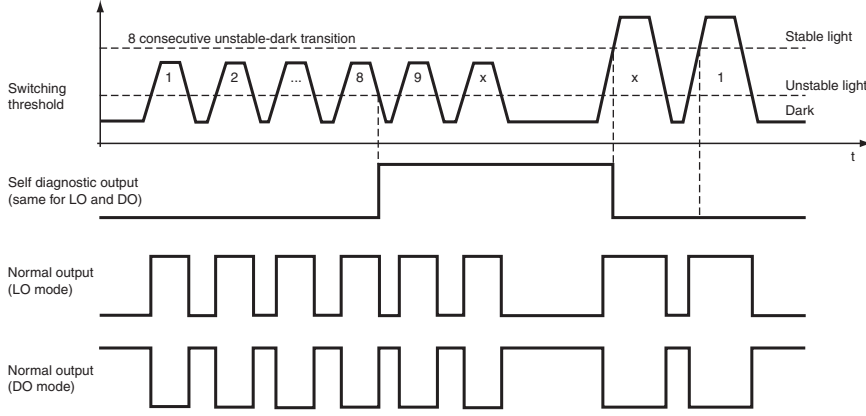 8 consecutive unstable-dark transition
Stable light
1
2
...
8
9
x
x
1
Switching
threshold
Unstable light
Dark
t
Self diagnostic output
(same for LO and DO)
Normal output
(LO mode)
Normal output
(DO mode)